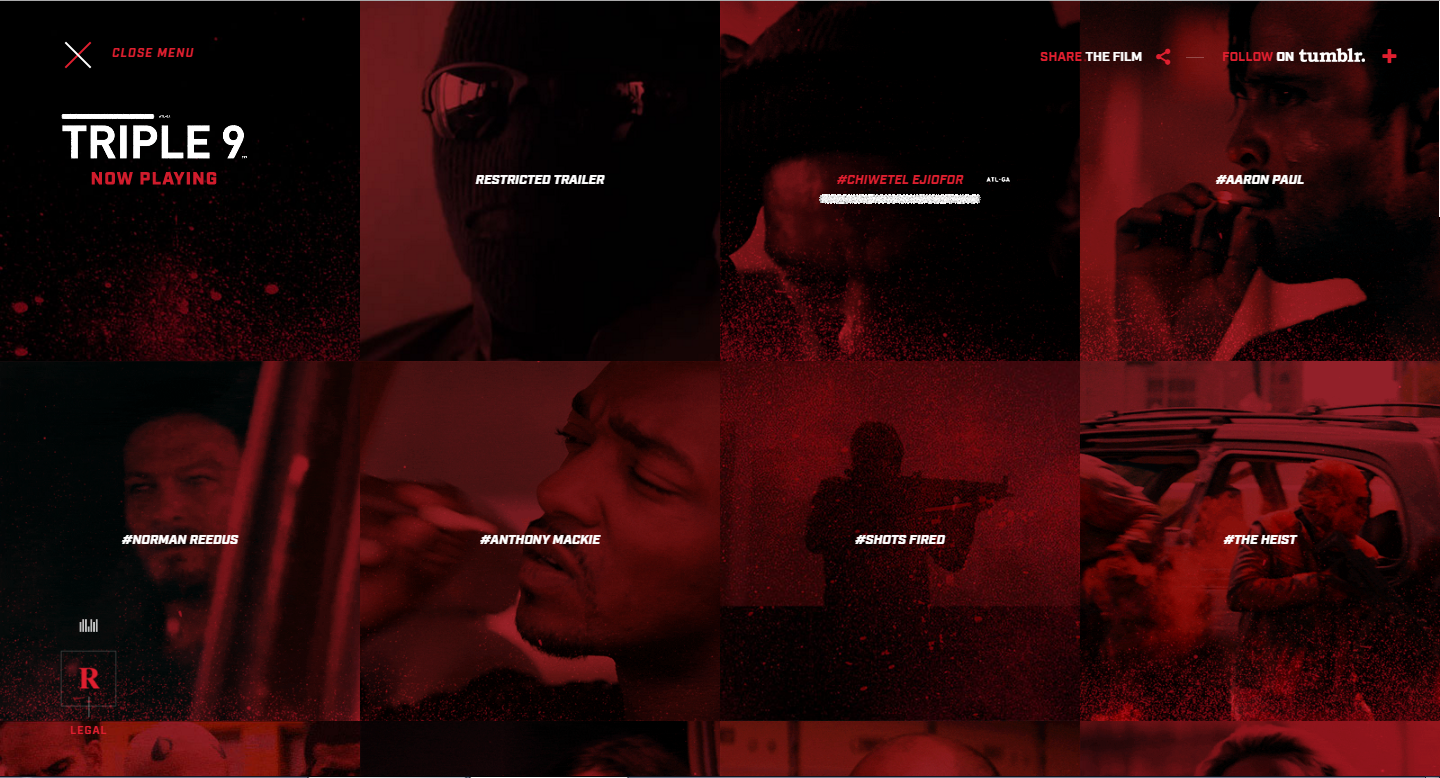 CLOSE MENU
SHARE THE FILM
FOLLOW ON tumblr.
TRIPLE 9
NOW PLAYING
RESTRICTED TRAILER
#CHIWETEL EJIOFOR
ATL-GA
#AARON PAUL
#NORMAN REEDUS
#ANTHONY MACKIE
#SHOTS FIRED
#THE HEIST
R
LEGAL